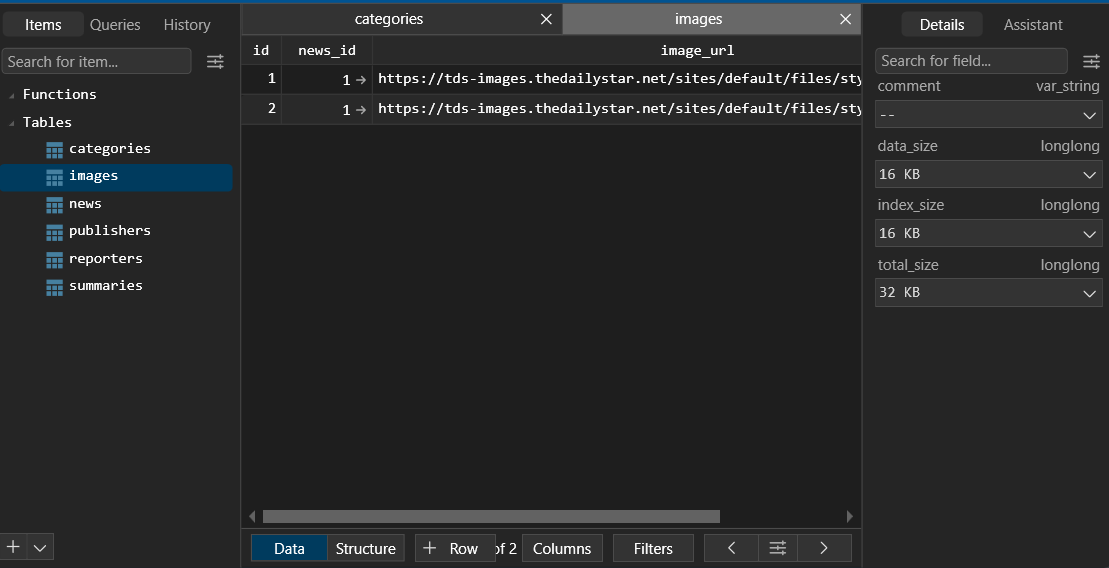 Items Queries History
Search for item...
Functions
Tables
categories
images
news
publishers
reporters
summaries
categories images
id news_id image_url
1 1 → https://tds-images.thedailystar.net/sites/default/files/sty
2 1 → https://tds-images.thedailystar.net/sites/default/files/sty
Data Structure + Row of 2 Columns Filters
Details Assistant
Search for field...
comment var_string
--
data_size longlong
16 KB
index_size longlong
16 KB
total_size longlong
32 KB